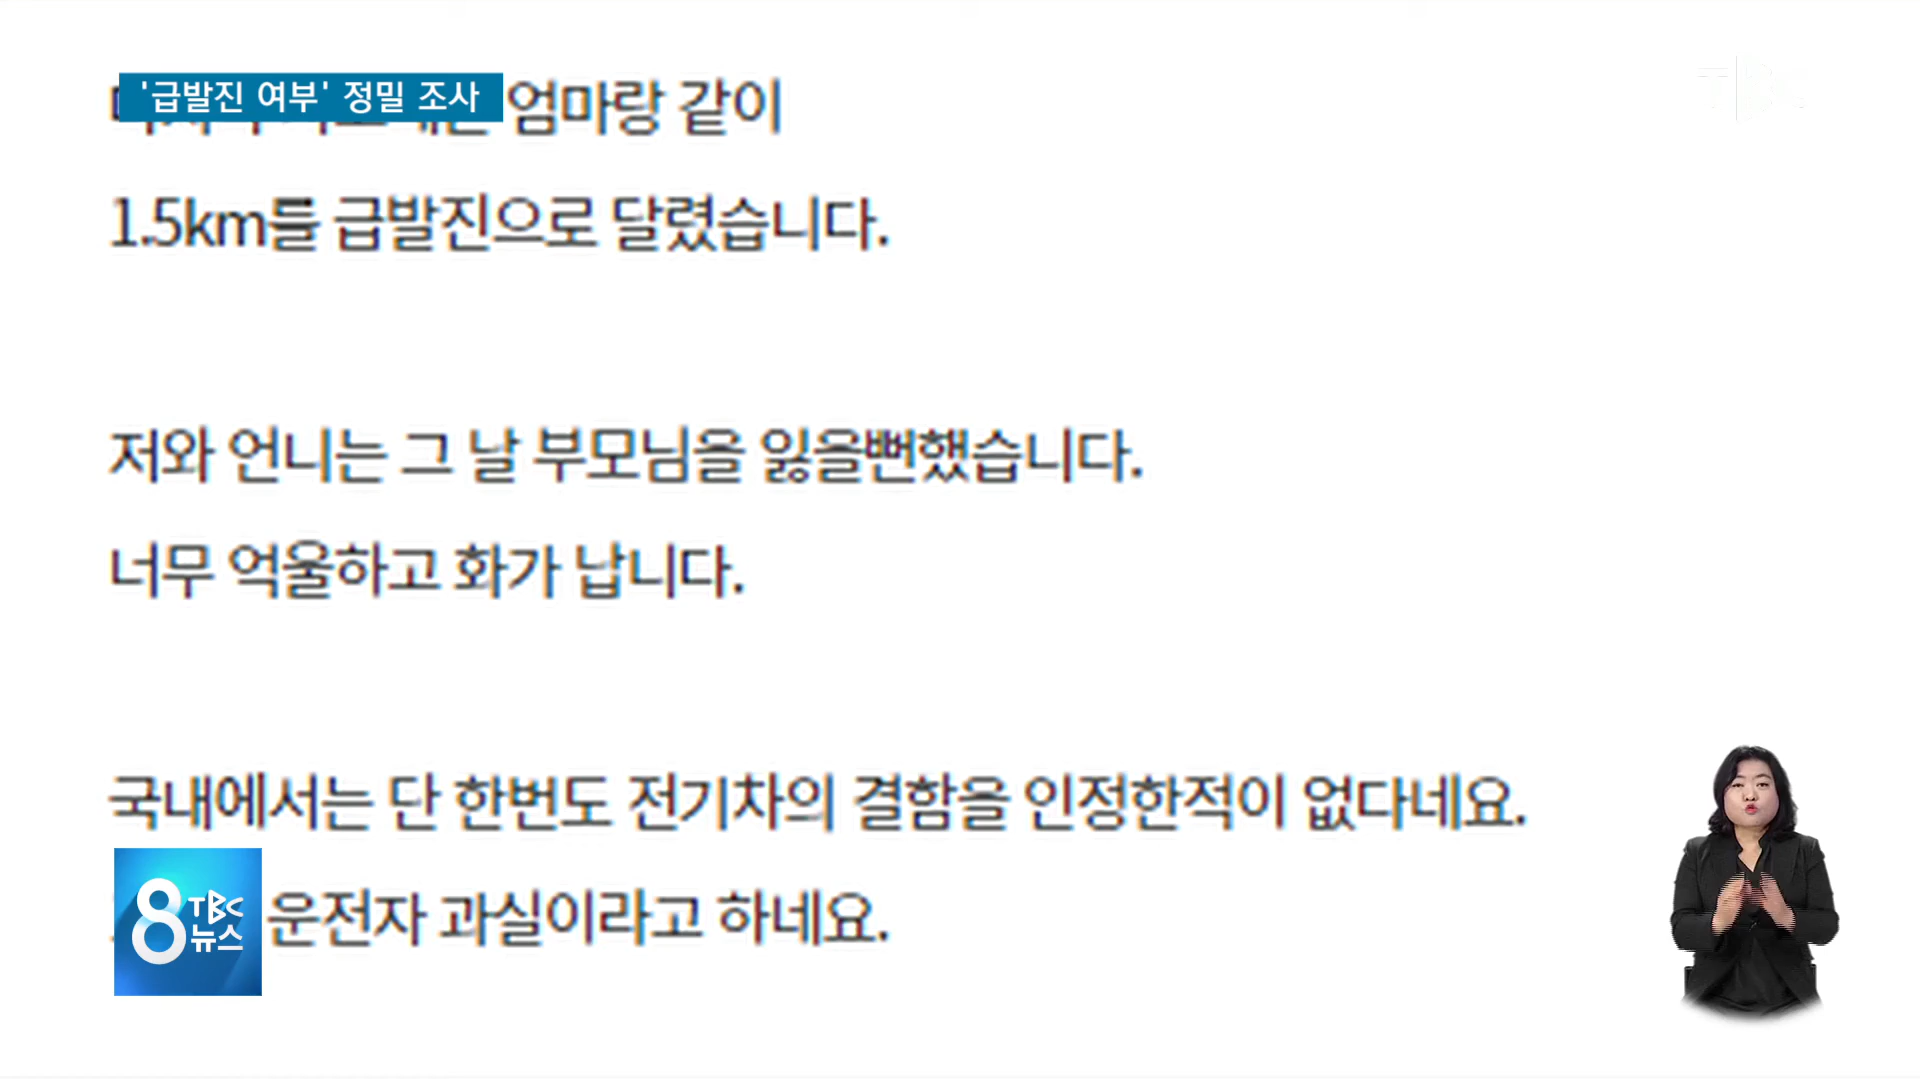 '급발진 여부' 정밀 조사
엄마랑 같이
1.5km를 급발진으로 달렸습니다.
저와 언니는 그 날 부모님을 잃을뻔했습니다.
너무 억울하고 화가 납니다.
국내에서는 단 한번도 전기차의 결함을 인정한적이 없다네요.
운전자 과실이라고 하네요.
8 TBC
뉴스